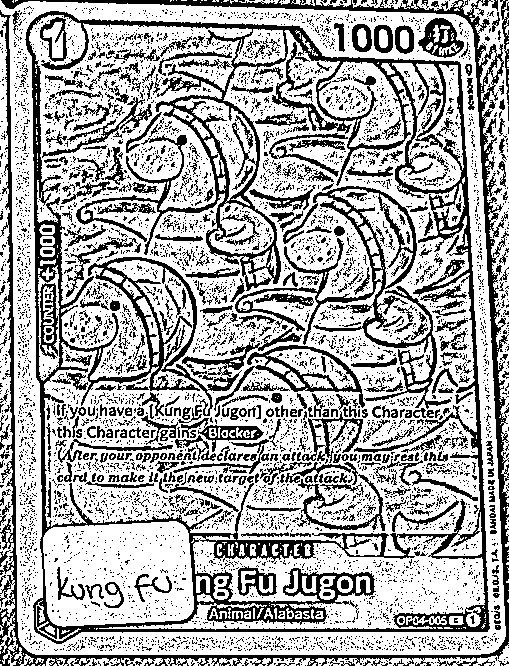 1
1000
COUNTER +1000
If you have a [Kung Fu Jugon] other than this Character,
this Character gains Blocker
(After your opponent declares an attack, you may rest this
card to make it the new target of the attack.)
CHARACTER
kung fu
ng Fu Jugon
Animal/Alabasta
OP04-005 C 1
BANDAI MADE IN JAPAN